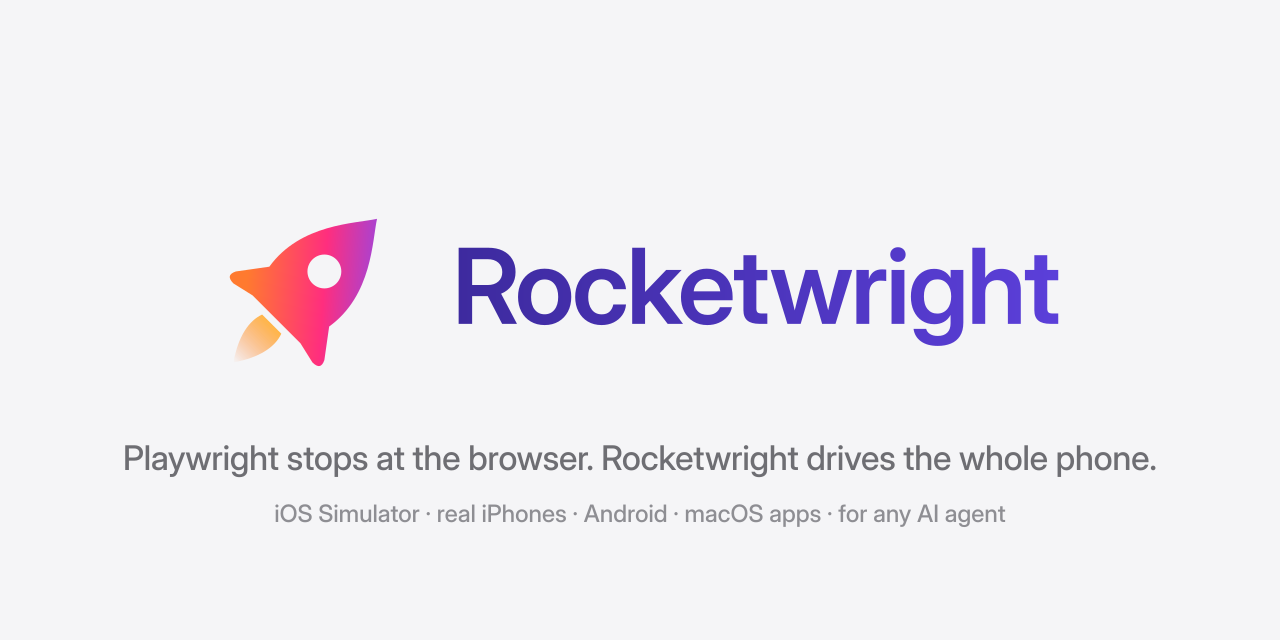 Rocketwright
Playwright stops at the browser. Rocketwright drives the whole phone.
iOS Simulator · real iPhones · Android · macOS apps · for any AI agent